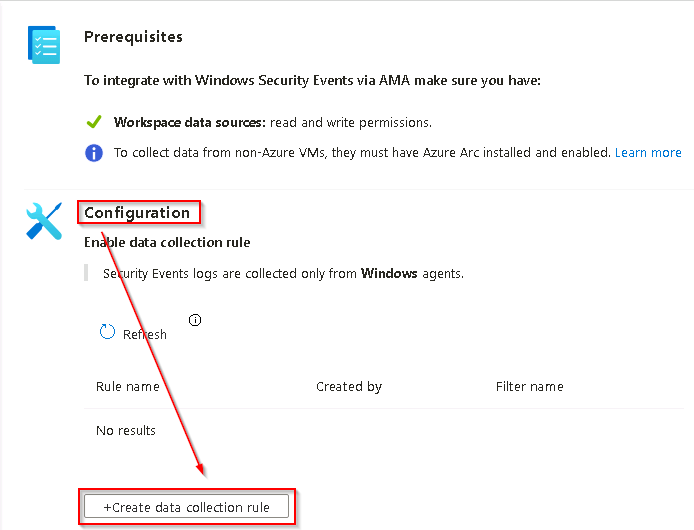 Prerequisites
To integrate with Windows Security Events via AMA make sure you have:
Workspace data sources: read and write permissions.
To collect data from non-Azure VMs, they must have Azure Arc installed and enabled. Learn more
Configuration
Enable data collection rule
Security Events logs are collected only from Windows agents.
Refresh
Rule name Created by Filter name
No results
+Create data collection rule